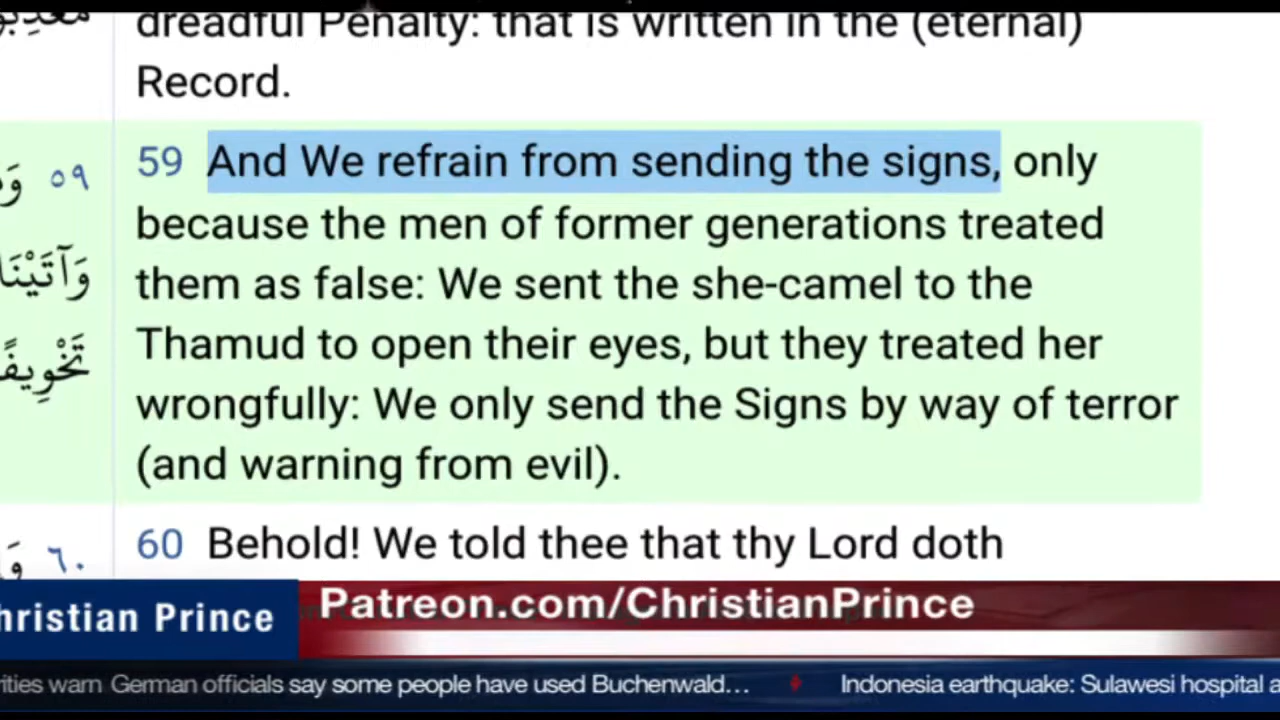 dreadful Penalty: that is written in the (eternal)
Record.
59 And We refrain from sending the signs, only
because the men of former generations treated
them as false: We sent the she-camel to the
Thamud to open their eyes, but they treated her
wrongfully: We only send the Signs by way of terror
(and warning from evil).
٥٩
وَآتَيْنَا
تَخْوِيفًا
60 Behold! We told thee that thy Lord doth
٦٠
hristian Prince
Patreon.com/ChristianPrince
rities warn German officials say some people have used Buchenwald... Indonesia earthquake: Sulawesi hospital a